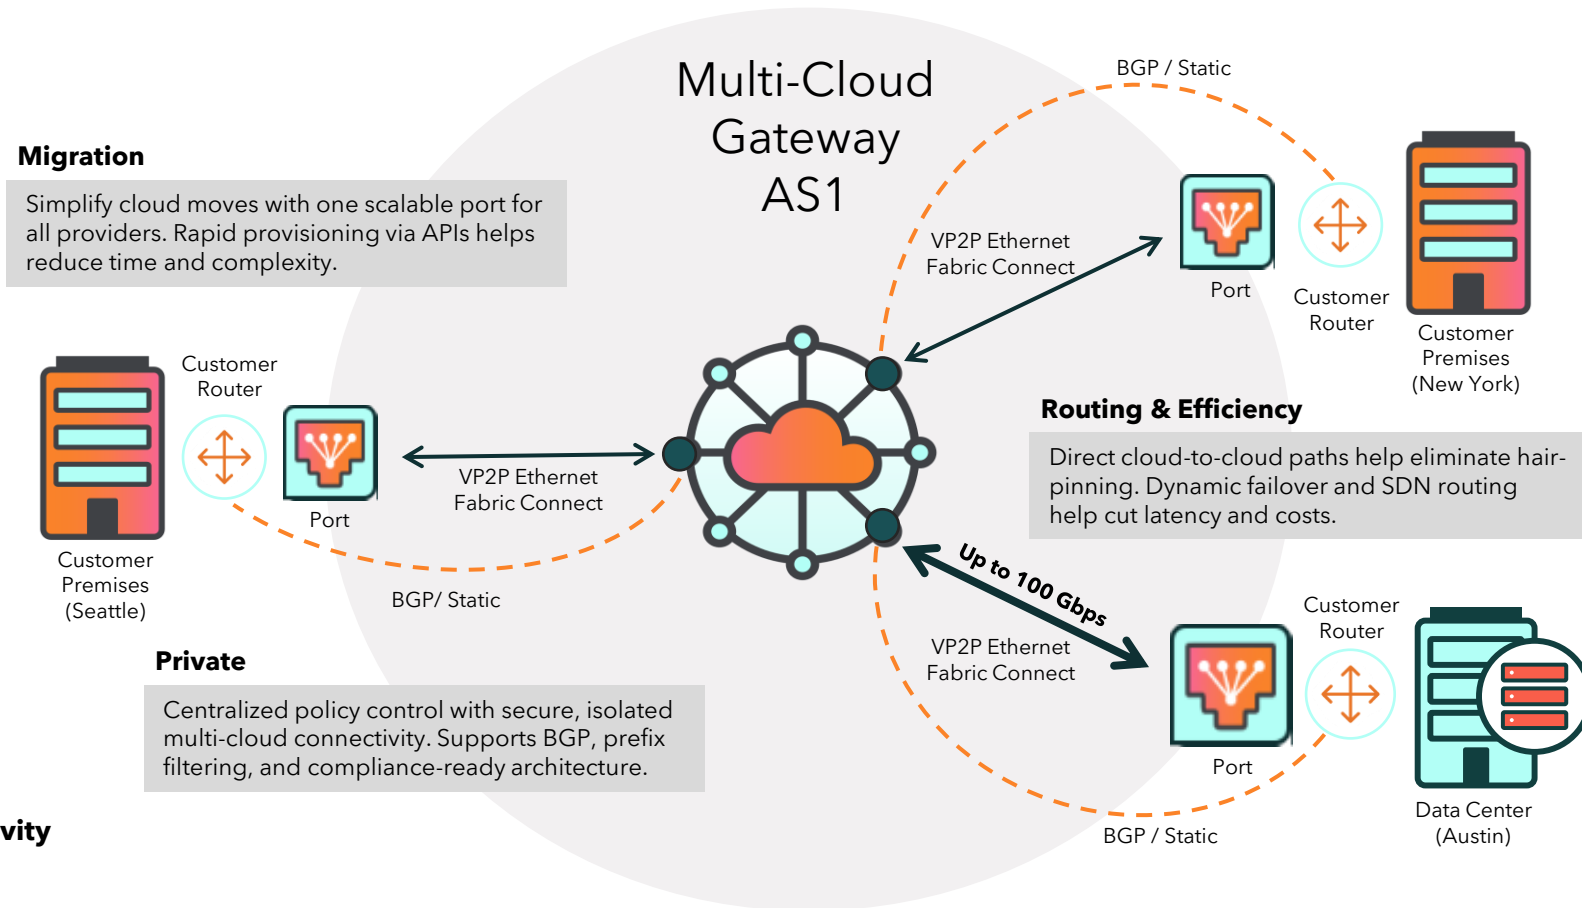 Multi-Cloud
Gateway
AS1
BGP / Static
Migration
Simplify cloud moves with one scalable port for
all providers. Rapid provisioning via APIs helps
reduce time and complexity.
VP2P Ethernet
Fabric Connect
Port
Customer
Router
Customer
Premises
(New York)
Customer
Router
Port
VP2P Ethernet
Fabric Connect
Customer
Premises
(Seattle)
BGP/ Static
Routing & Efficiency
Direct cloud-to-cloud paths help eliminate hair-
pinning. Dynamic failover and SDN routing
help cut latency and costs.
Up to 100 Gbps
VP2P Ethernet
Fabric Connect
Customer
Router
Port
Data Center
(Austin)
BGP / Static
Private
Centralized policy control with secure, isolated
multi-cloud connectivity. Supports BGP, prefix
filtering, and compliance-ready architecture.
vity